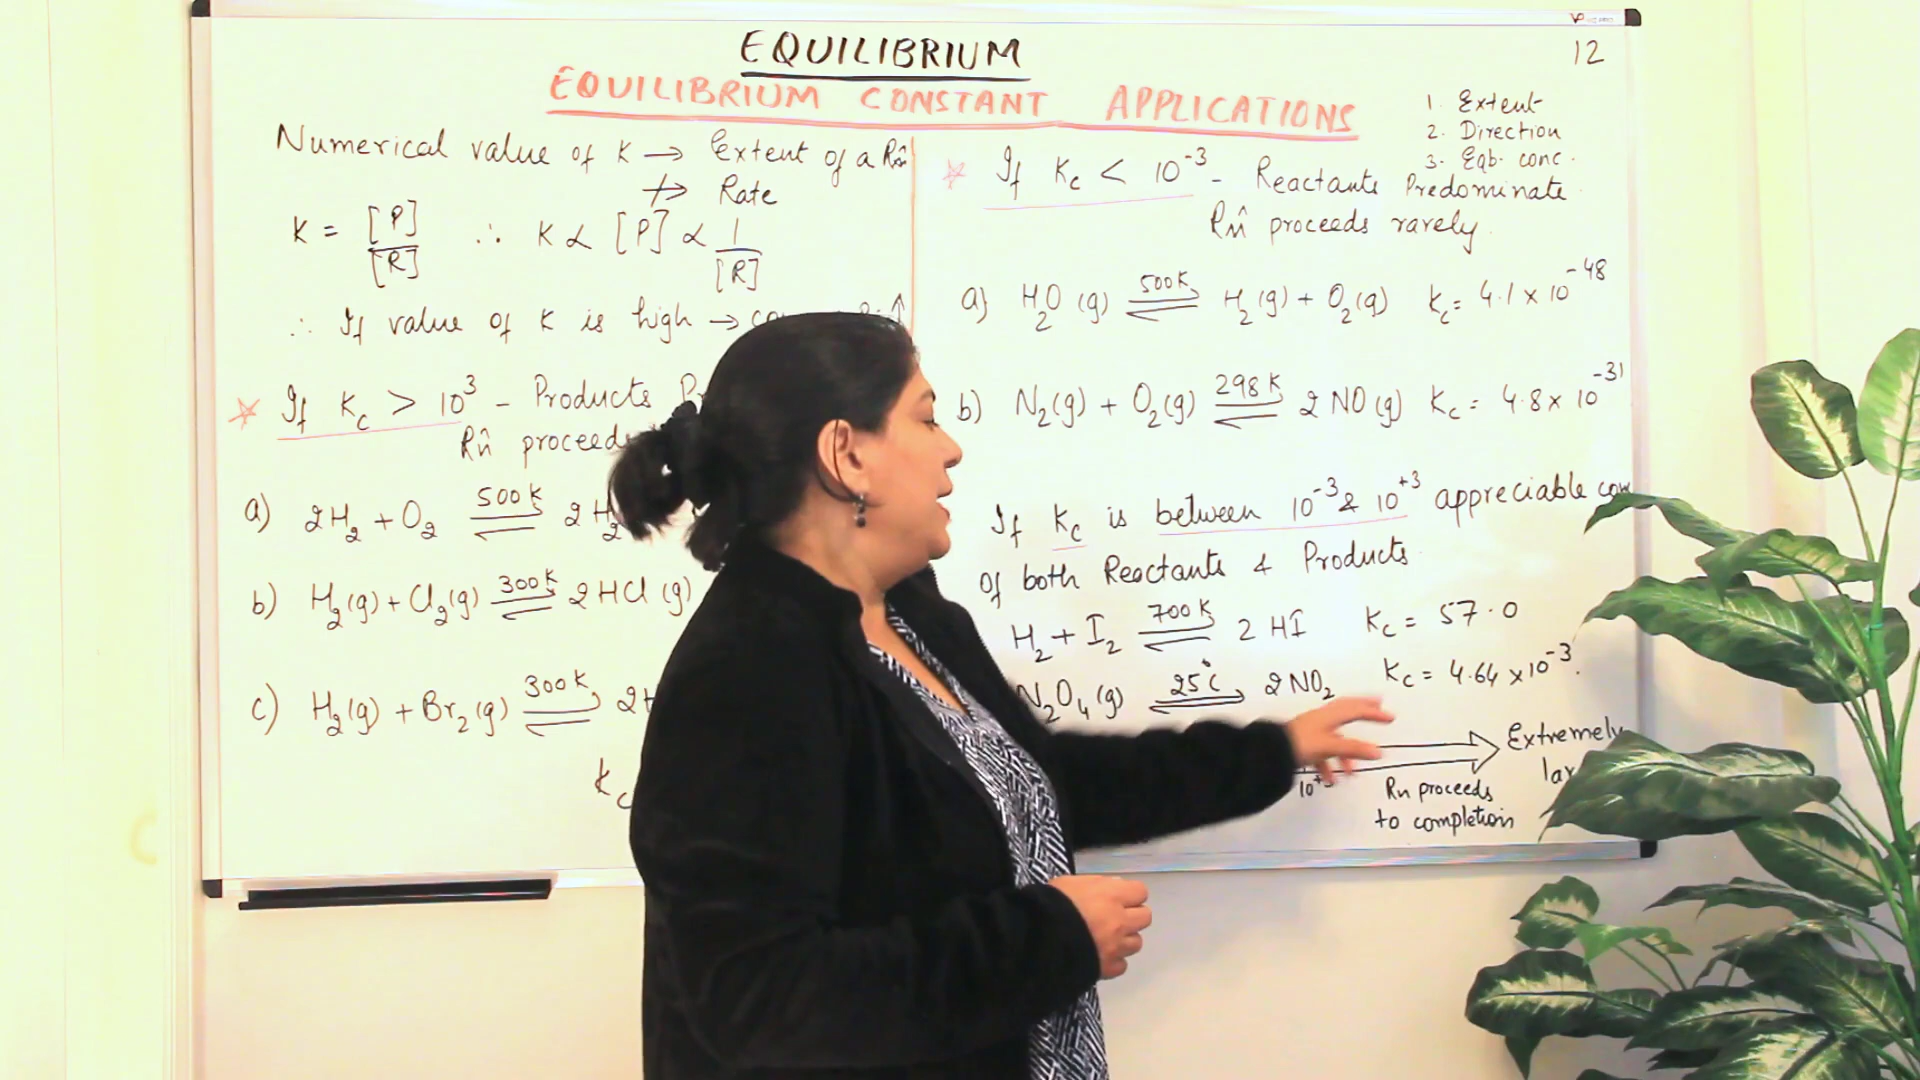 EQUILIBRIUM
12
EQUILIBRIUM CONSTANT APPLICATIONS
1. Extent
2. Direction
3. Eqb. conc.
Numerical value of K → Extent of a Rn̂
↛ Rate
K = [P]/[R] ∴ K ∝ [P] ∝ 1/[R]
∴ If value of K is high →
If Kc > 10³ - Products
Rn̂ proceeds
a) 2H₂ + O₂ ⇌ 500K 2H₂
b) H₂(g) + Cl₂(g) ⇌ 300K 2HCl(g)
c) H₂(g) + Br₂(g) ⇌ 300K
Kc
If Kc < 10⁻³ - Reactants Predominate
Rn̂ proceeds rarely.
a) H₂O(g) ⇌ 500K H₂(g) + O₂(g) Kc = 4.1 x 10⁻⁴⁸
b) N₂(g) + O₂(g) ⇌ 298K 2NO(g) Kc = 4.8 x 10⁻³¹
If Kc is between 10⁻³ & 10⁺³ appreciable
of both Reactants & Products.
H₂ + I₂ ⇌ 700K 2HI Kc = 57.0
N₂O₄(g) ⇌ 25°C 2NO₂ Kc = 4.64 x 10⁻³.
Extremely
Rn proceeds
to completion